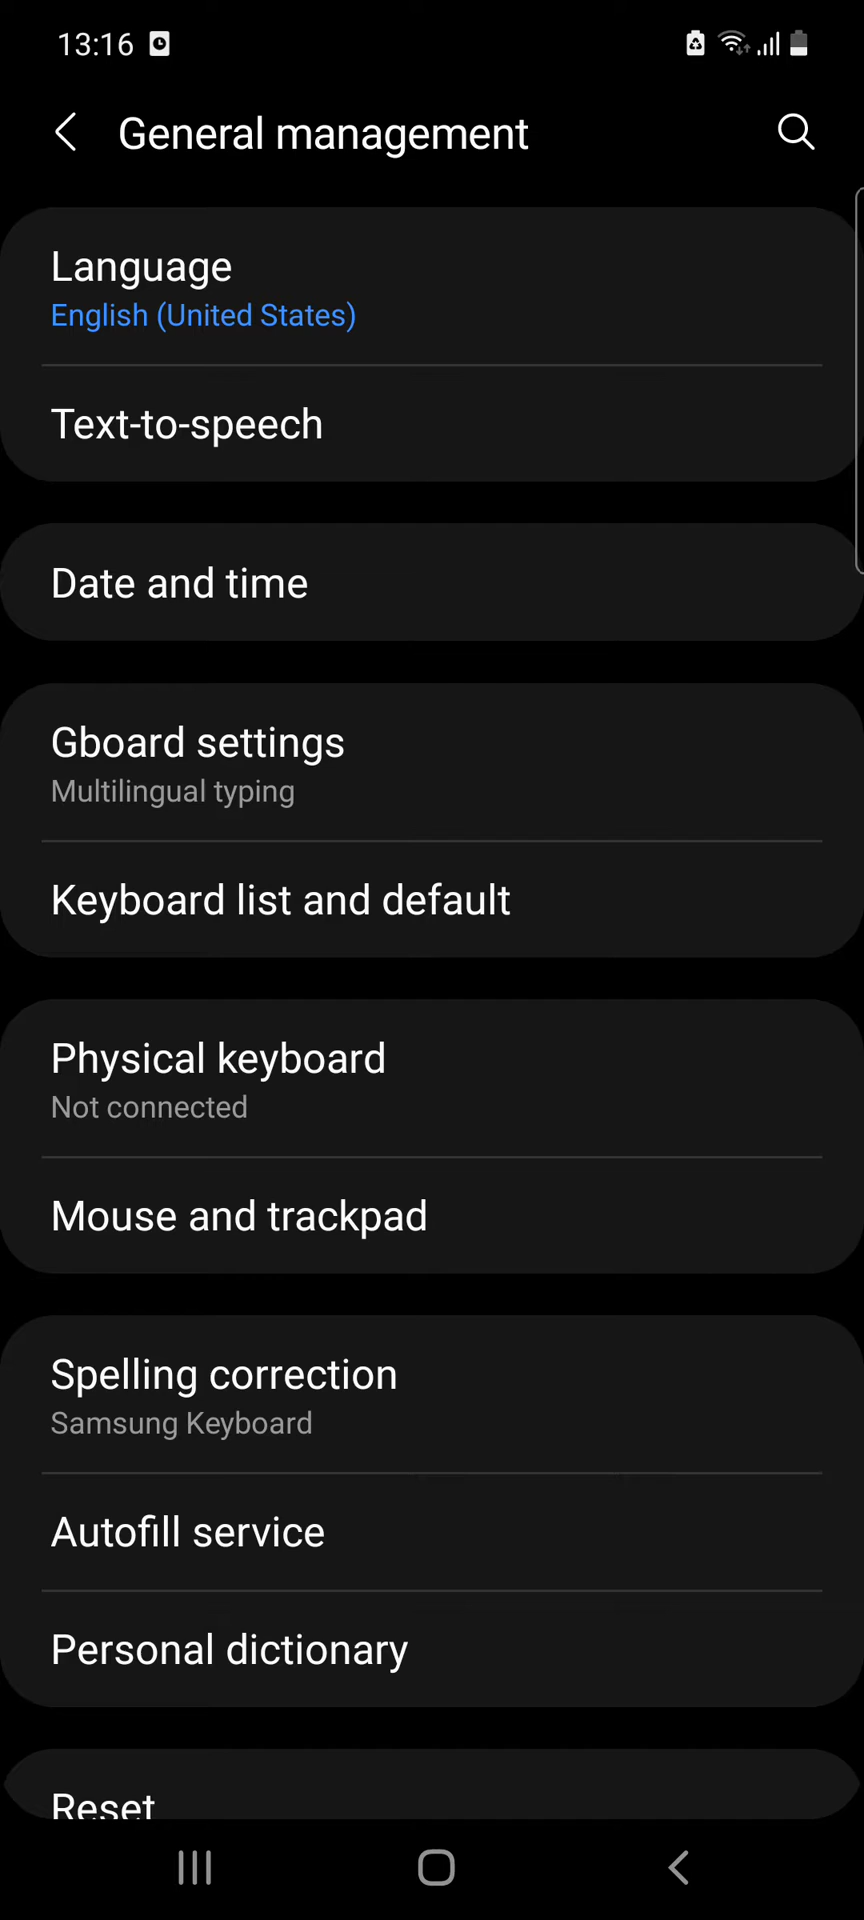 13:16
General management
Language
English (United States)
Text-to-speech
Date and time
Gboard settings
Multilingual typing
Keyboard list and default
Physical keyboard
Not connected
Mouse and trackpad
Spelling correction
Samsung Keyboard
Autofill service
Personal dictionary
Reset